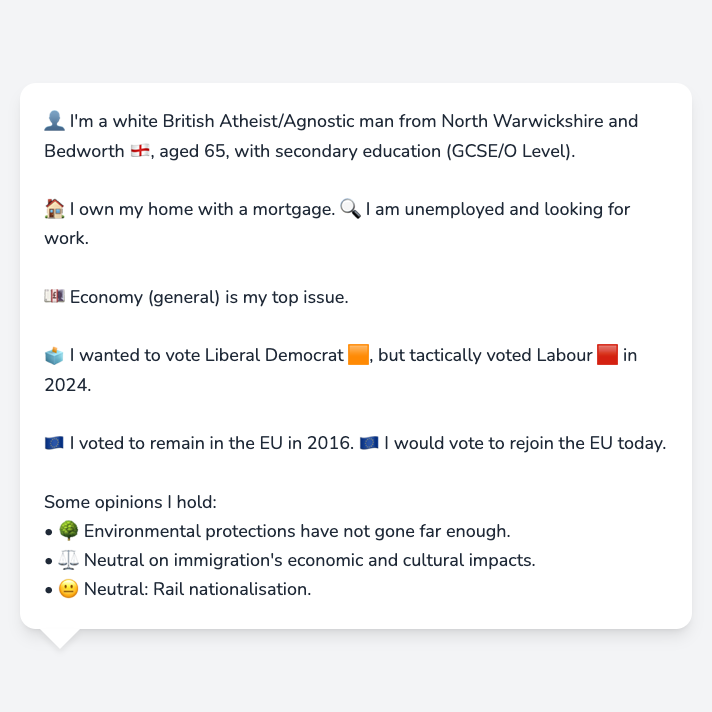 👤 I'm a white British Atheist/Agnostic man from North Warwickshire and
Bedworth 🏴󠁧󠁢󠁥󠁮󠁧󠁿, aged 65, with secondary education (GCSE/O Level).
🏠 I own my home with a mortgage. 🔍 I am unemployed and looking for
work.
💷 Economy (general) is my top issue.
🗳️ I wanted to vote Liberal Democrat 🟧, but tactically voted Labour 🟥 in
2024.
🇪🇺 I voted to remain in the EU in 2016. 🇪🇺 I would vote to rejoin the EU today.
Some opinions I hold:
• 🌳 Environmental protections have not gone far enough.
• ⚖️ Neutral on immigration's economic and cultural impacts.
• 😐 Neutral: Rail nationalisation.